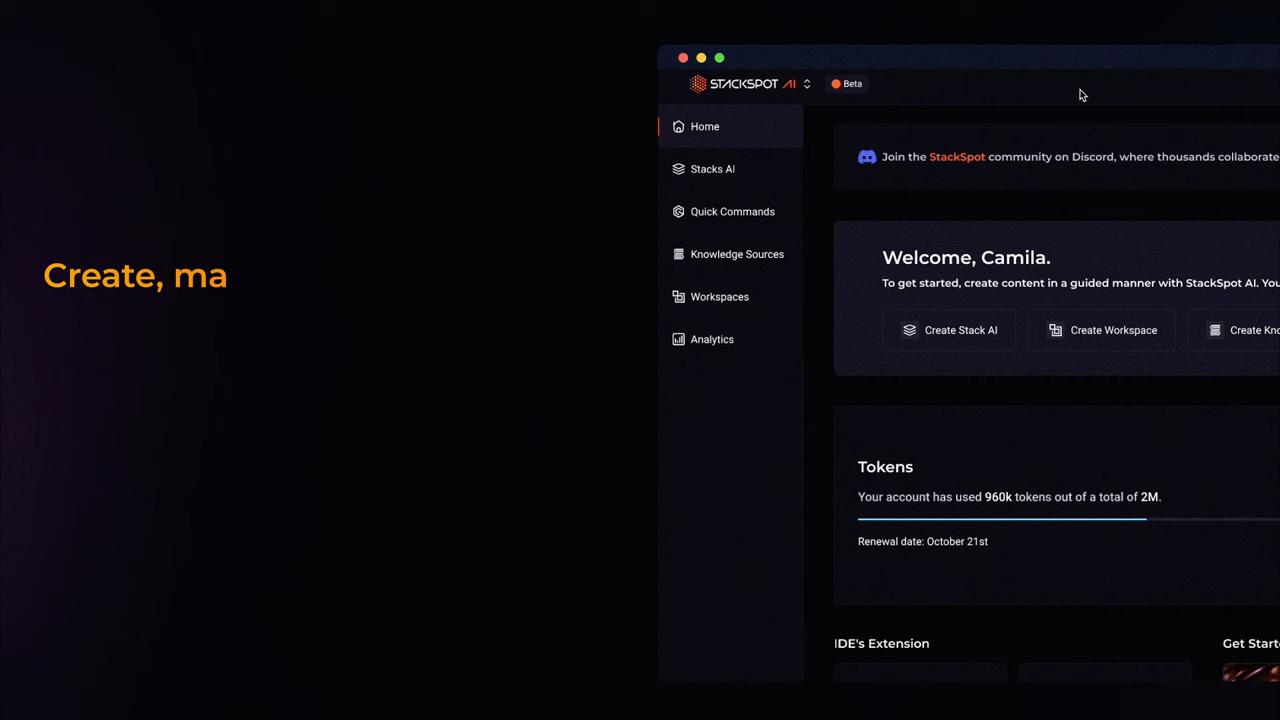 Create, ma
STACKSPOT AI
Beta
Home
Stacks AI
Quick Commands
Knowledge Sources
Workspaces
Analytics
Join the StackSpot community on Discord, where thousands collaborate
Welcome, Camila.
To get started, create content in a guided manner with StackSpot AI. You
Create Stack AI
Create Workspace
Create Kno
Tokens
Your account has used 960k tokens out of a total of 2M.
Renewal date: October 21st
IDE's Extension
Get Starte